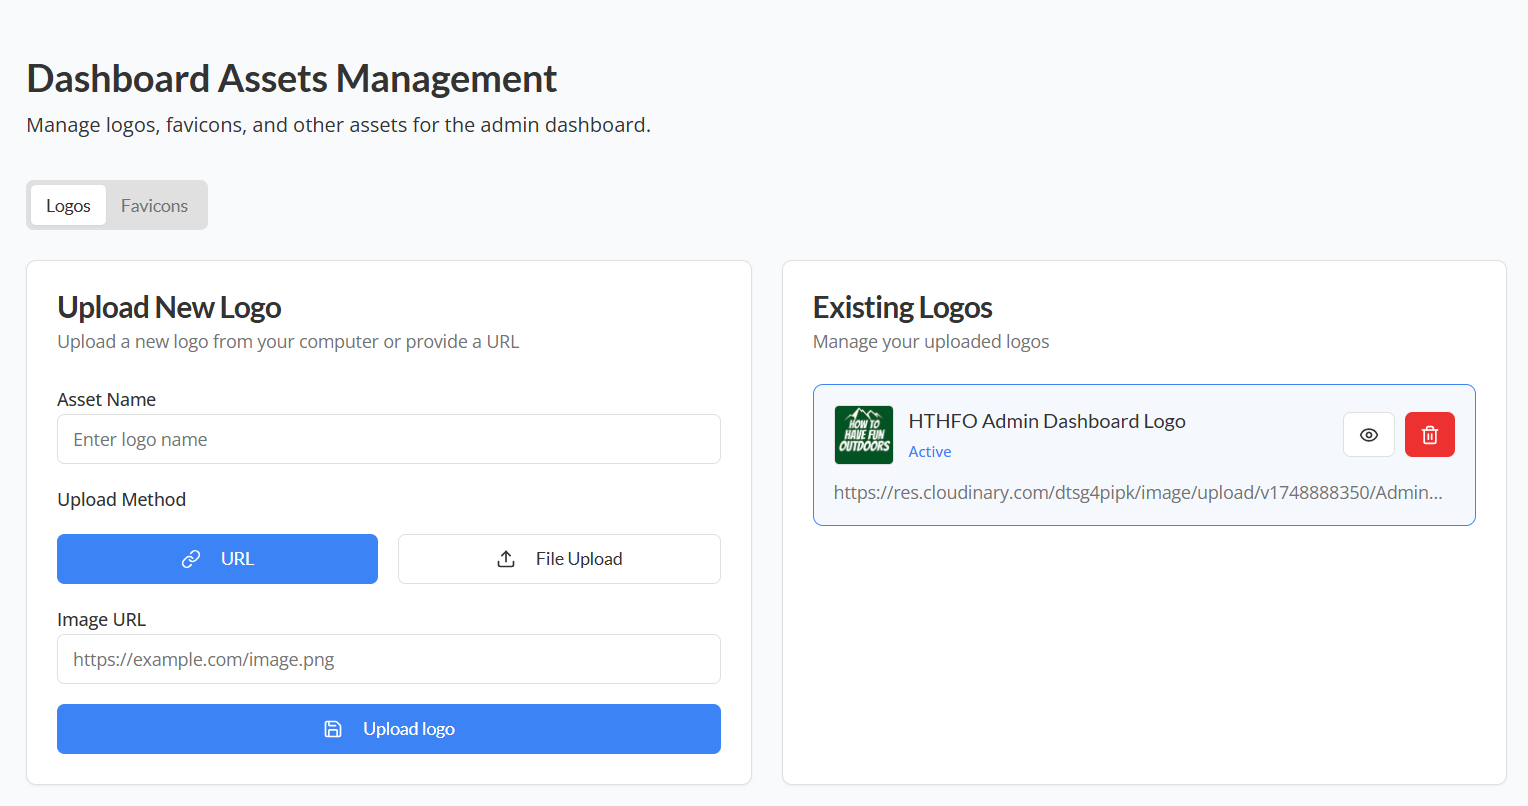 Dashboard Assets Management
Manage logos, favicons, and other assets for the admin dashboard.
Logos
Favicons
Upload New Logo
Upload a new logo from your computer or provide a URL
Asset Name
Enter logo name
Upload Method
URL
File Upload
Image URL
https://example.com/image.png
Upload logo
Existing Logos
Manage your uploaded logos
HOW TO
HAVE FUN
OUTDOORS
HTHFO Admin Dashboard Logo
Active
https://res.cloudinary.com/dtsg4pipk/image/upload/v1748888350/Admin...